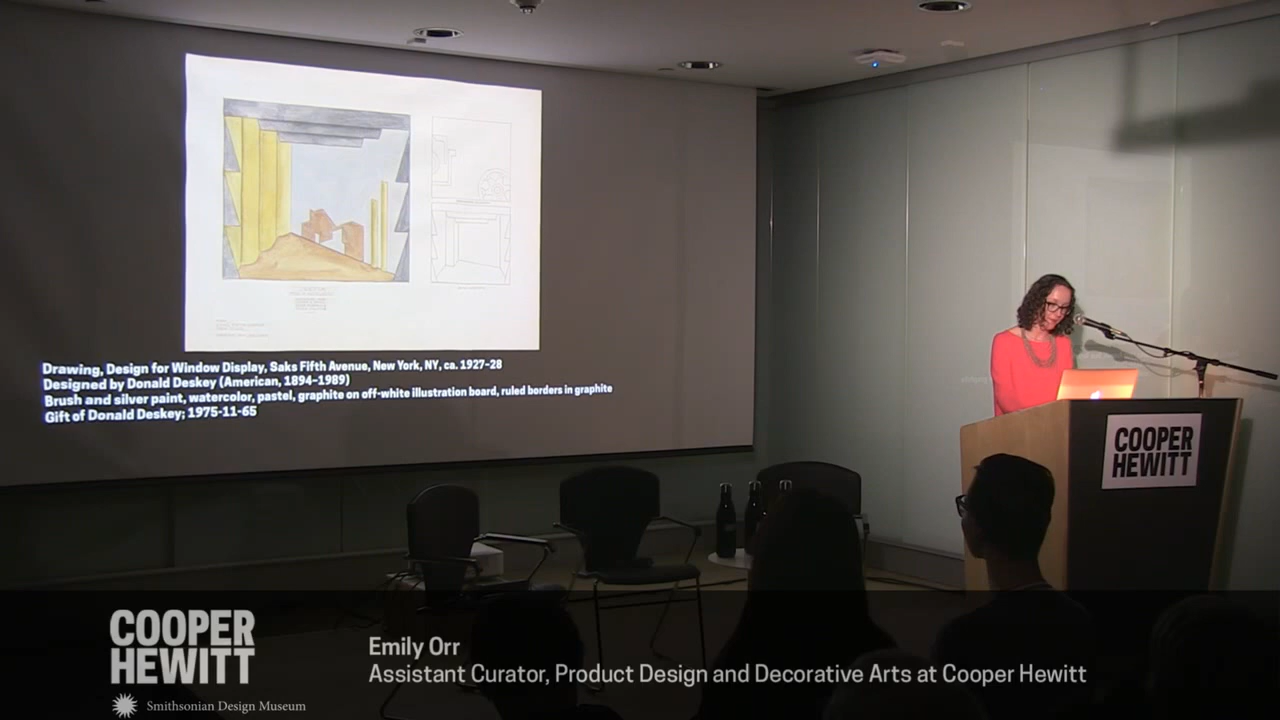 Drawing, Design for Window Display, Saks Fifth Avenue, New York, NY, ca. 1927–28
Designed by Donald Deskey (American, 1894–1989)
Brush and silver paint, watercolor, pastel, graphite on off-white illustration board, ruled borders in graphite
Gift of Donald Deskey; 1975-11-65
COOPER
HEWITT
COOPER
HEWITT
Smithsonian Design Museum
Emily Orr
Assistant Curator, Product Design and Decorative Arts at Cooper Hewitt